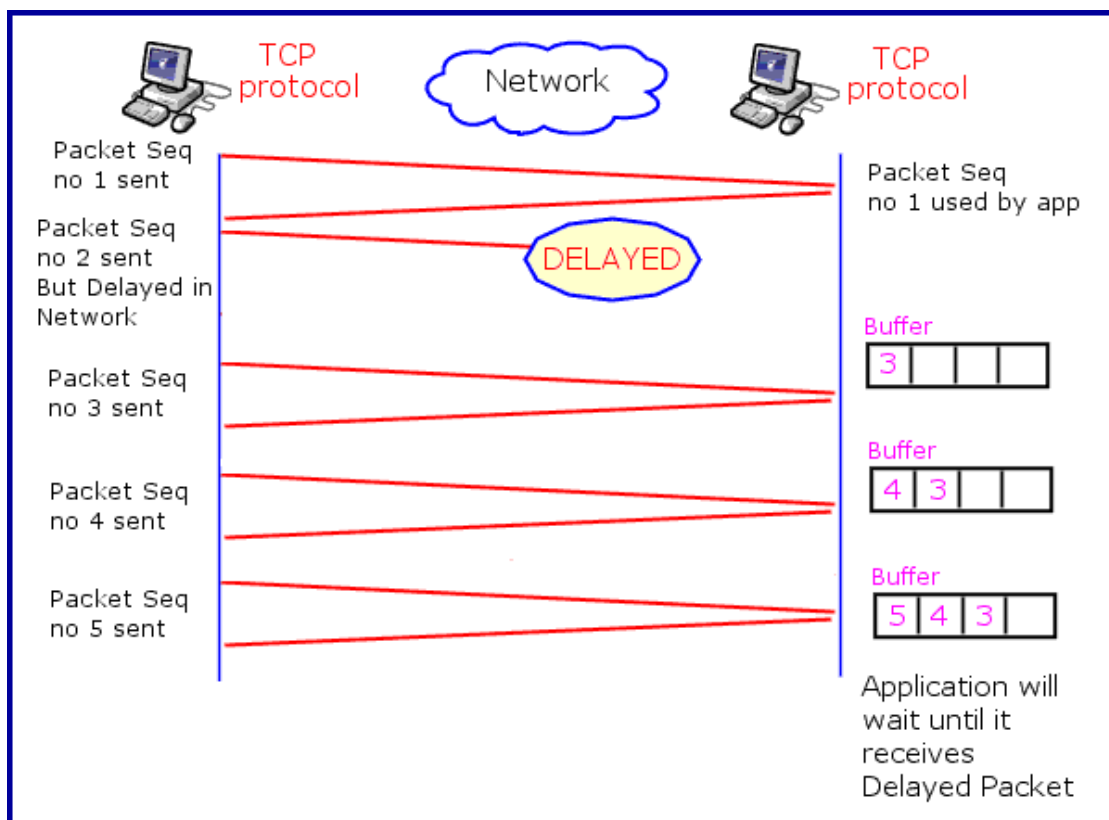 TCP
protocol
Network
TCP
protocol
Packet Seq
no 1 sent
Packet Seq
no 1 used by app
Packet Seq
no 2 sent
But Delayed in
Network
DELAYED
Buffer
3
Packet Seq
no 3 sent
Buffer
4 3
Packet Seq
no 4 sent
Buffer
5 4 3
Packet Seq
no 5 sent
Application will
wait until it
receives
Delayed Packet